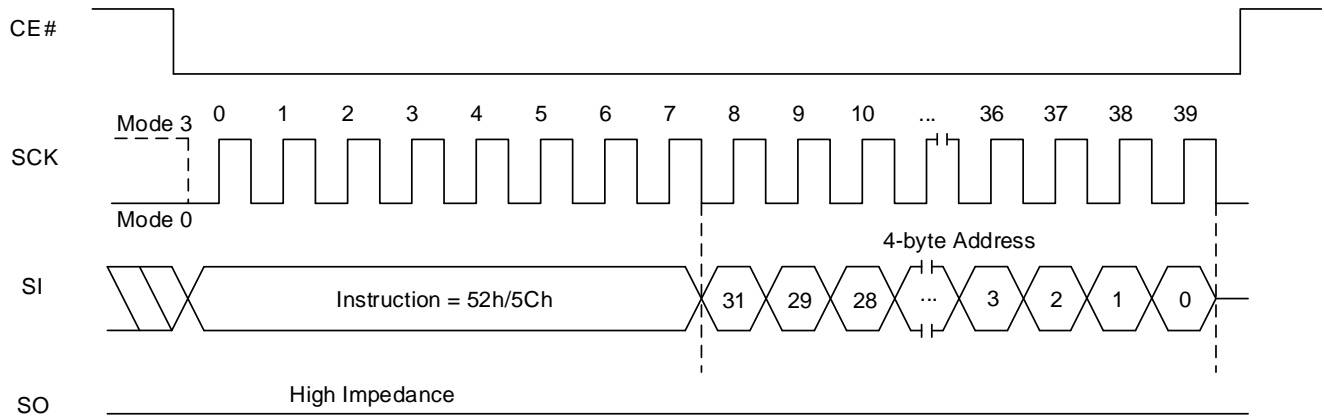 CE#
0 1 2 3 4 5 6 7 8 9 10 ... 36 37 38 39
Mode 3
SCK
Mode 0
4-byte Address
SI
Instruction = 52h/5Ch 31 29 28 ... 3 2 1 0
High Impedance
SO